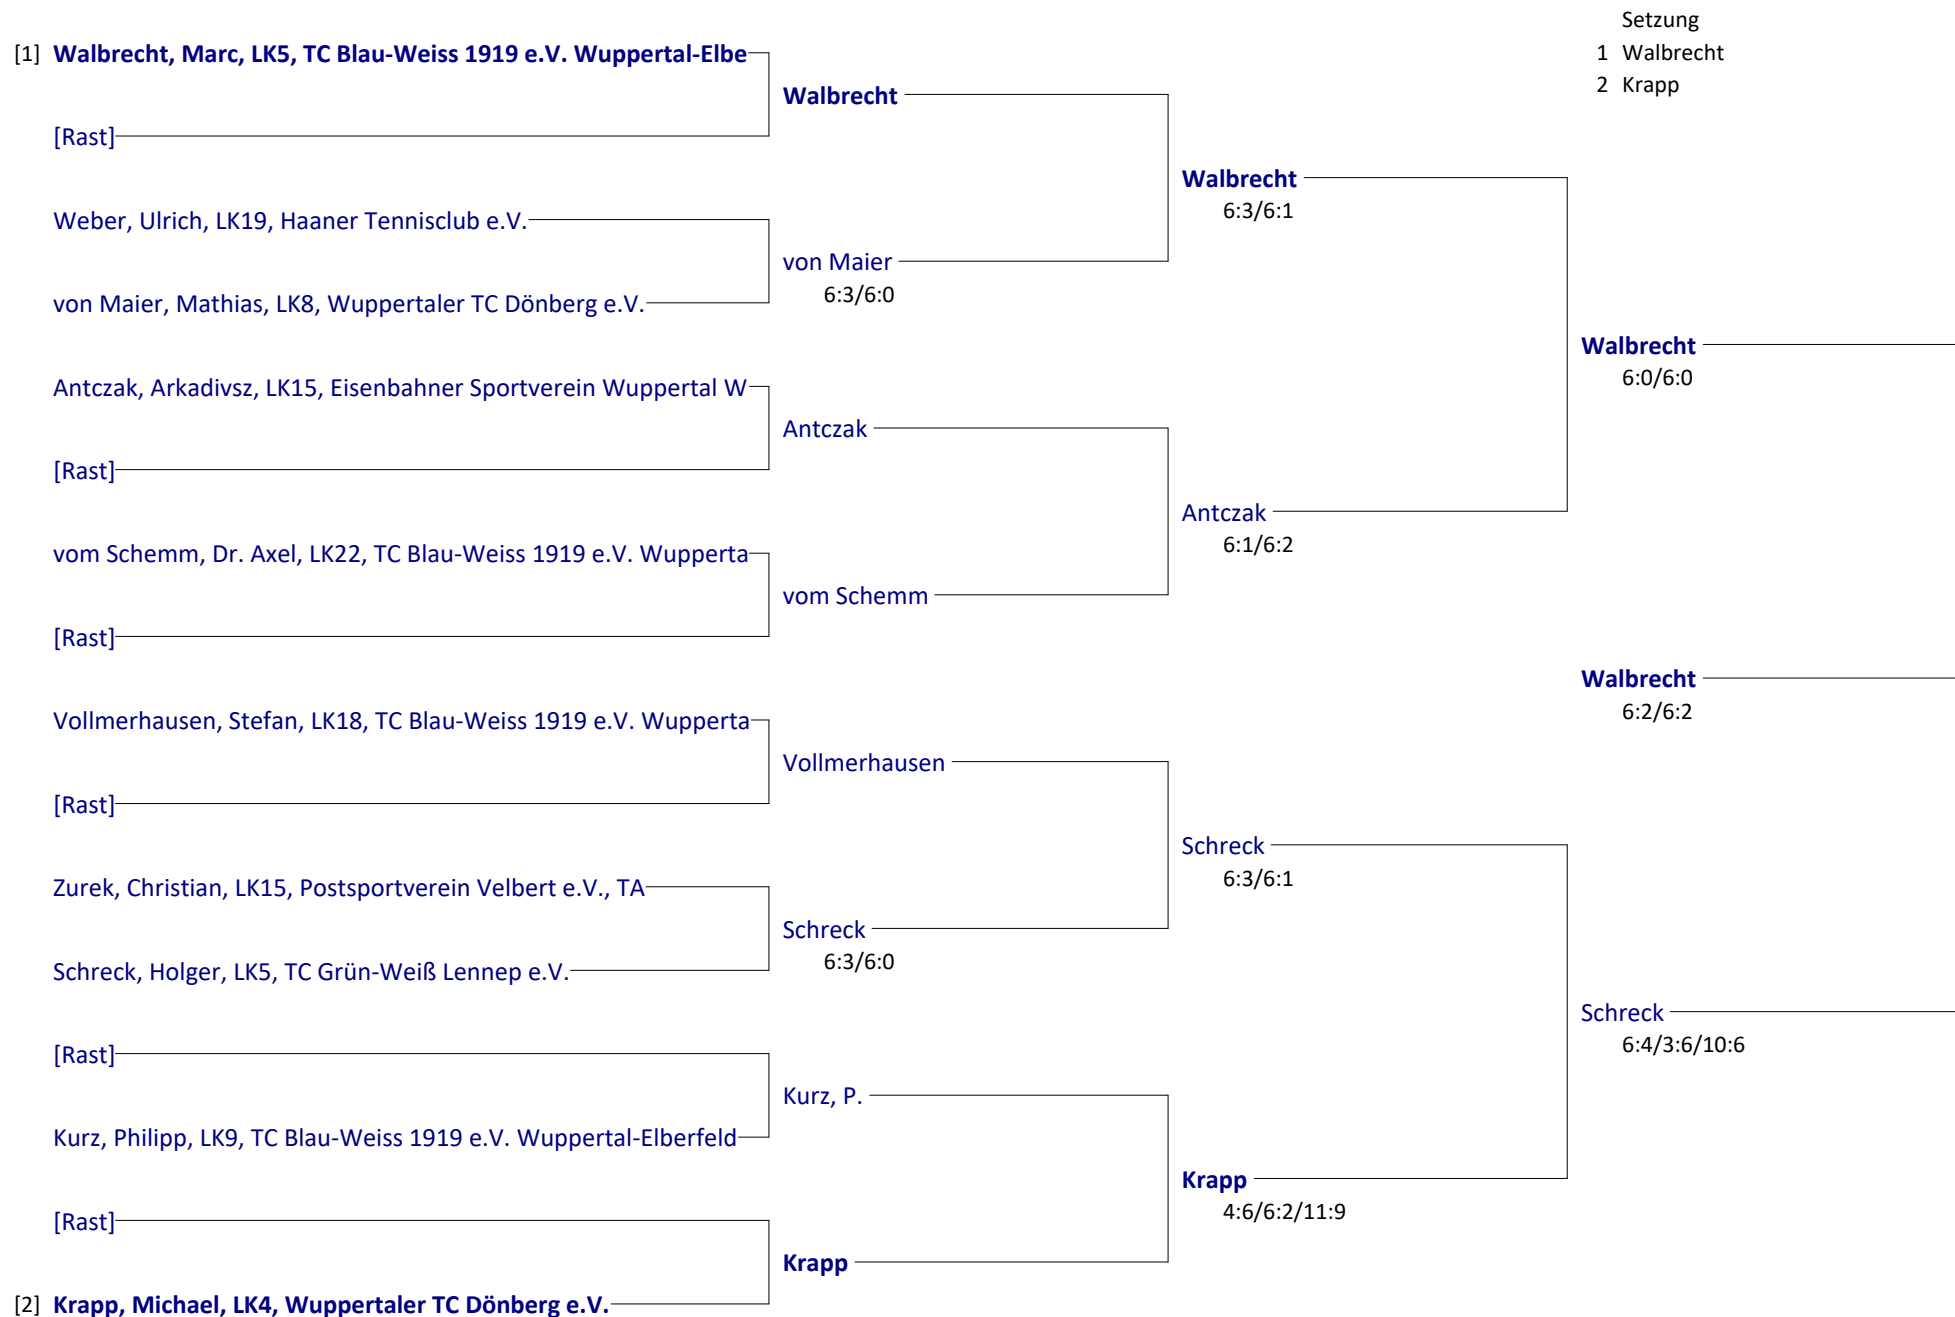 Setzung
1 Walbrecht
2 Krapp
[1] Walbrecht, Marc, LK5, TC Blau-Weiss 1919 e.V. Wuppertal-Elbe
[Rast]
Weber, Ulrich, LK19, Haaner Tennisclub e.V.
von Maier, Mathias, LK8, Wuppertaler TC Dönberg e.V.
Antczak, Arkadivsz, LK15, Eisenbahner Sportverein Wuppertal W
[Rast]
vom Schemm, Dr. Axel, LK22, TC Blau-Weiss 1919 e.V. Wupperta
[Rast]
Vollmerhausen, Stefan, LK18, TC Blau-Weiss 1919 e.V. Wupperta
[Rast]
Zurek, Christian, LK15, Postsportverein Velbert e.V., TA
Schreck, Holger, LK5, TC Grün-Weiß Lennep e.V.
[Rast]
Kurz, Philipp, LK9, TC Blau-Weiss 1919 e.V. Wuppertal-Elberfeld
[Rast]
[2] Krapp, Michael, LK4, Wuppertaler TC Dönberg e.V.
Walbrecht
von Maier
6:3/6:0
Antczak
vom Schemm
Vollmerhausen
Schreck
6:3/6:0
Kurz, P.
Krapp
Walbrecht
6:3/6:1
Antczak
6:1/6:2
Schreck
6:3/6:1
Krapp
4:6/6:2/11:9
Walbrecht
6:0/6:0
Walbrecht
6:2/6:2
Schreck
6:4/3:6/10:6